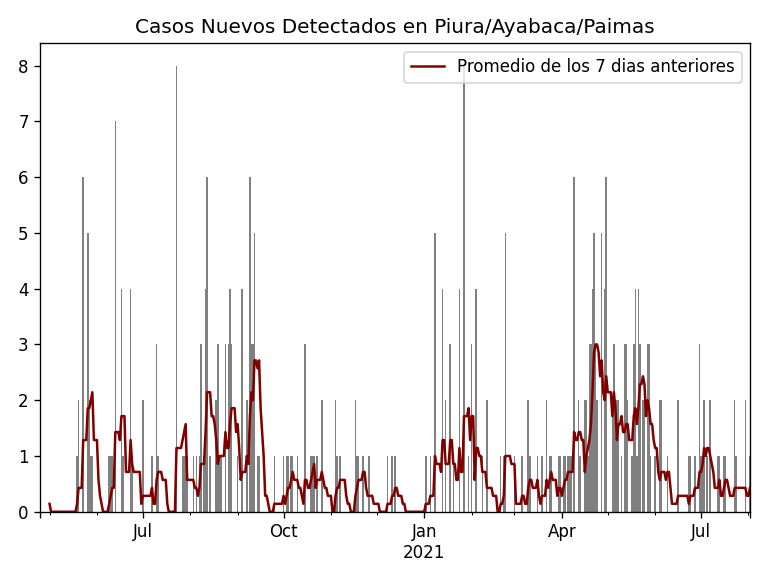 Casos Nuevos Detectados en Piura/Ayabaca/Paimas
Promedio de los 7 dias anteriores
8
7
6
5
4
3
2
1
0
Jul
Oct
Jan
Apr
Jul
2021